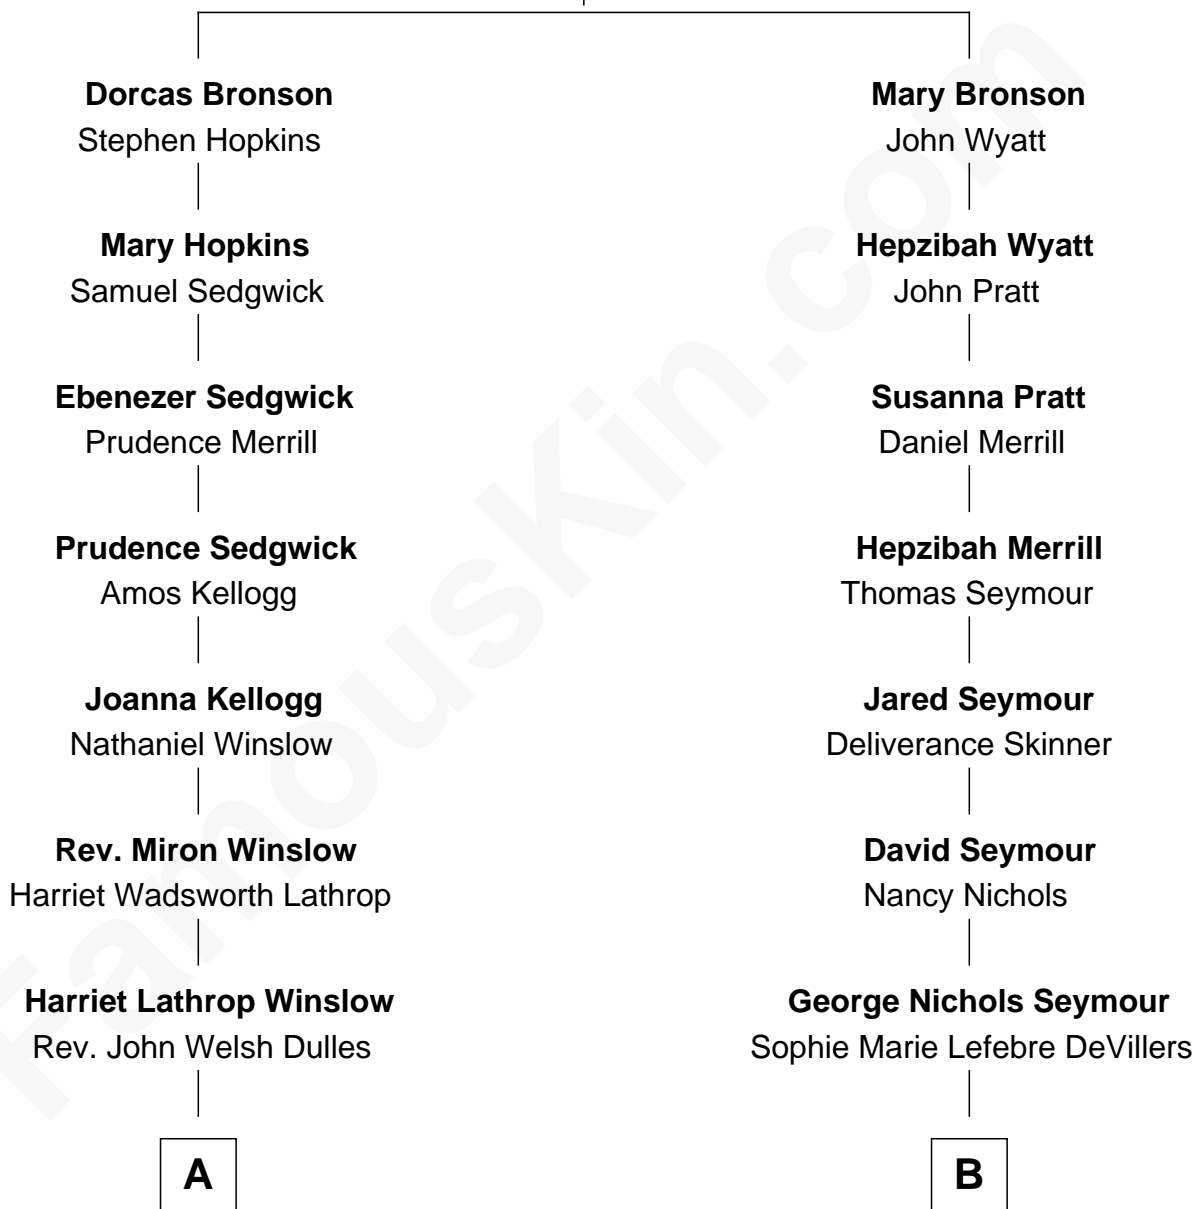 Dorcas Bronson
Stephen Hopkins
Mary Hopkins
Samuel Sedgwick
Ebenezer Sedgwick
Prudence Merrill
Prudence Sedgwick
Amos Kellogg
Joanna Kellogg
Nathaniel Winslow
Rev. Miron Winslow
Harriet Wadsworth Lathrop
Harriet Lathrop Winslow
Rev. John Welsh Dulles
A
Mary Bronson
John Wyatt
Hepzibah Wyatt
John Pratt
Susanna Pratt
Daniel Merrill
Hepzibah Merrill
Thomas Seymour
Jared Seymour
Deliverance Skinner
David Seymour
Nancy Nichols
George Nichols Seymour
Sophie Marie Lefebre DeVillers
B
FamousKin.com